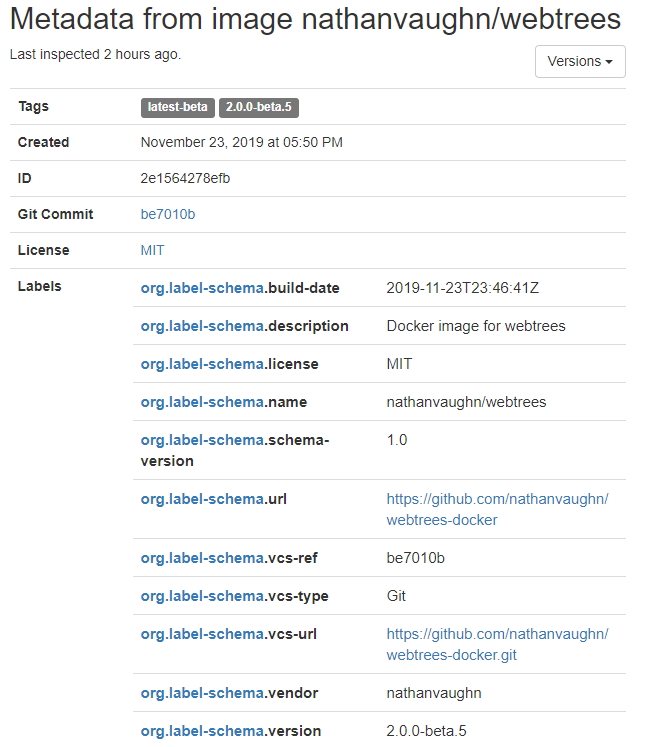 Metadata from image nathanvaughn/webtrees
Last inspected 2 hours ago.
Versions
Tags latest-beta 2.0.0-beta.5
Created November 23, 2019 at 05:50 PM
ID 2e1564278efb
Git Commit be7010b
License MIT
Labels org.label-schema.build-date 2019-11-23T23:46:41Z
org.label-schema.description Docker image for webtrees
org.label-schema.license MIT
org.label-schema.name nathanvaughn/webtrees
org.label-schema.schema- 1.0
version
org.label-schema.url https://github.com/nathanvaughn/
webtrees-docker
org.label-schema.vcs-ref be7010b
org.label-schema.vcs-type Git
org.label-schema.vcs-url https://github.com/nathanvaughn/
webtrees-docker.git
org.label-schema.vendor nathanvaughn
org.label-schema.version 2.0.0-beta.5